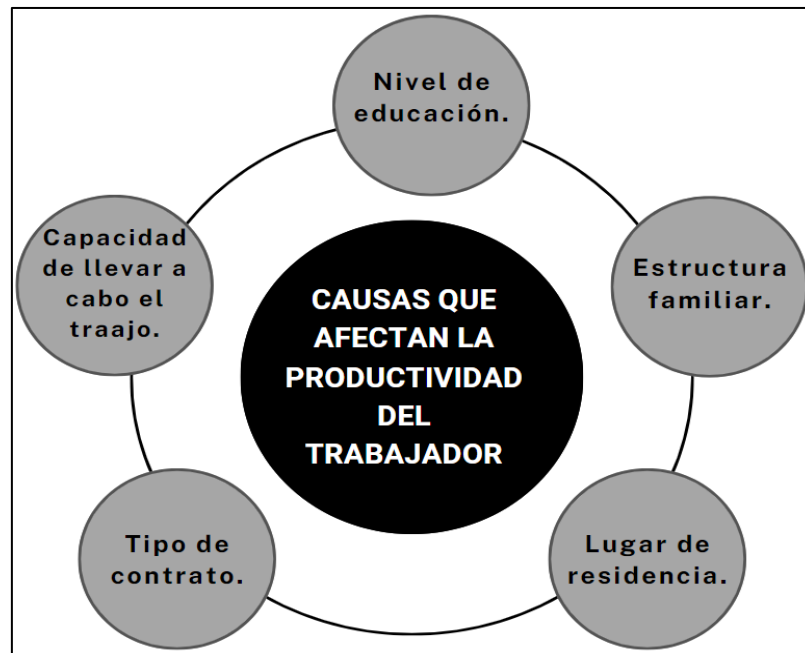 Nivel de
educación.
Capacidad
de llevar a
cabo el
traajo.
Estructura
familiar.
CAUSAS QUE
AFECTAN LA
PRODUCTIVIDAD
DEL
TRABAJADOR
Tipo de
contrato.
Lugar de
residencia.